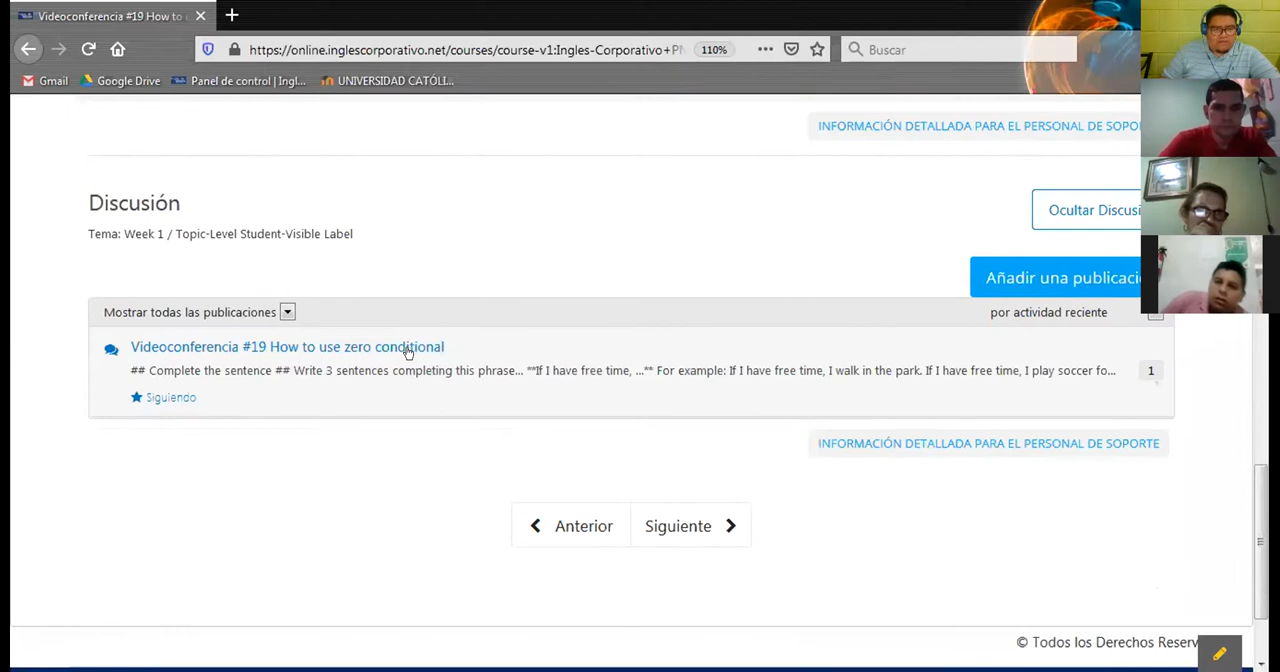 Videoconferencia #19 How to
https://online.inglescorporativo.net/courses/course-v1:Ingles-Corporativo+
110%
Buscar
Gmail
Google Drive
Panel de control | Ingl...
UNIVERSIDAD CATÓLI...
INFORMACIÓN DETALLADA PARA EL PERSONAL DE SOPO
Discusión
Ocultar Discusi
Tema: Week 1 / Topic-Level Student-Visible Label
Añadir una publicaci
Mostrar todas las publicaciones
por actividad reciente
Videoconferencia #19 How to use zero conditional
## Complete the sentence ## Write 3 sentences completing this phrase... **If I have free time, ...** For example: If I have free time, I walk in the park. If I have free time, I play soccer fo...
1
Siguiendo
INFORMACIÓN DETALLADA PARA EL PERSONAL DE SOPORTE
Anterior
Siguiente
© Todos los Derechos Reserv